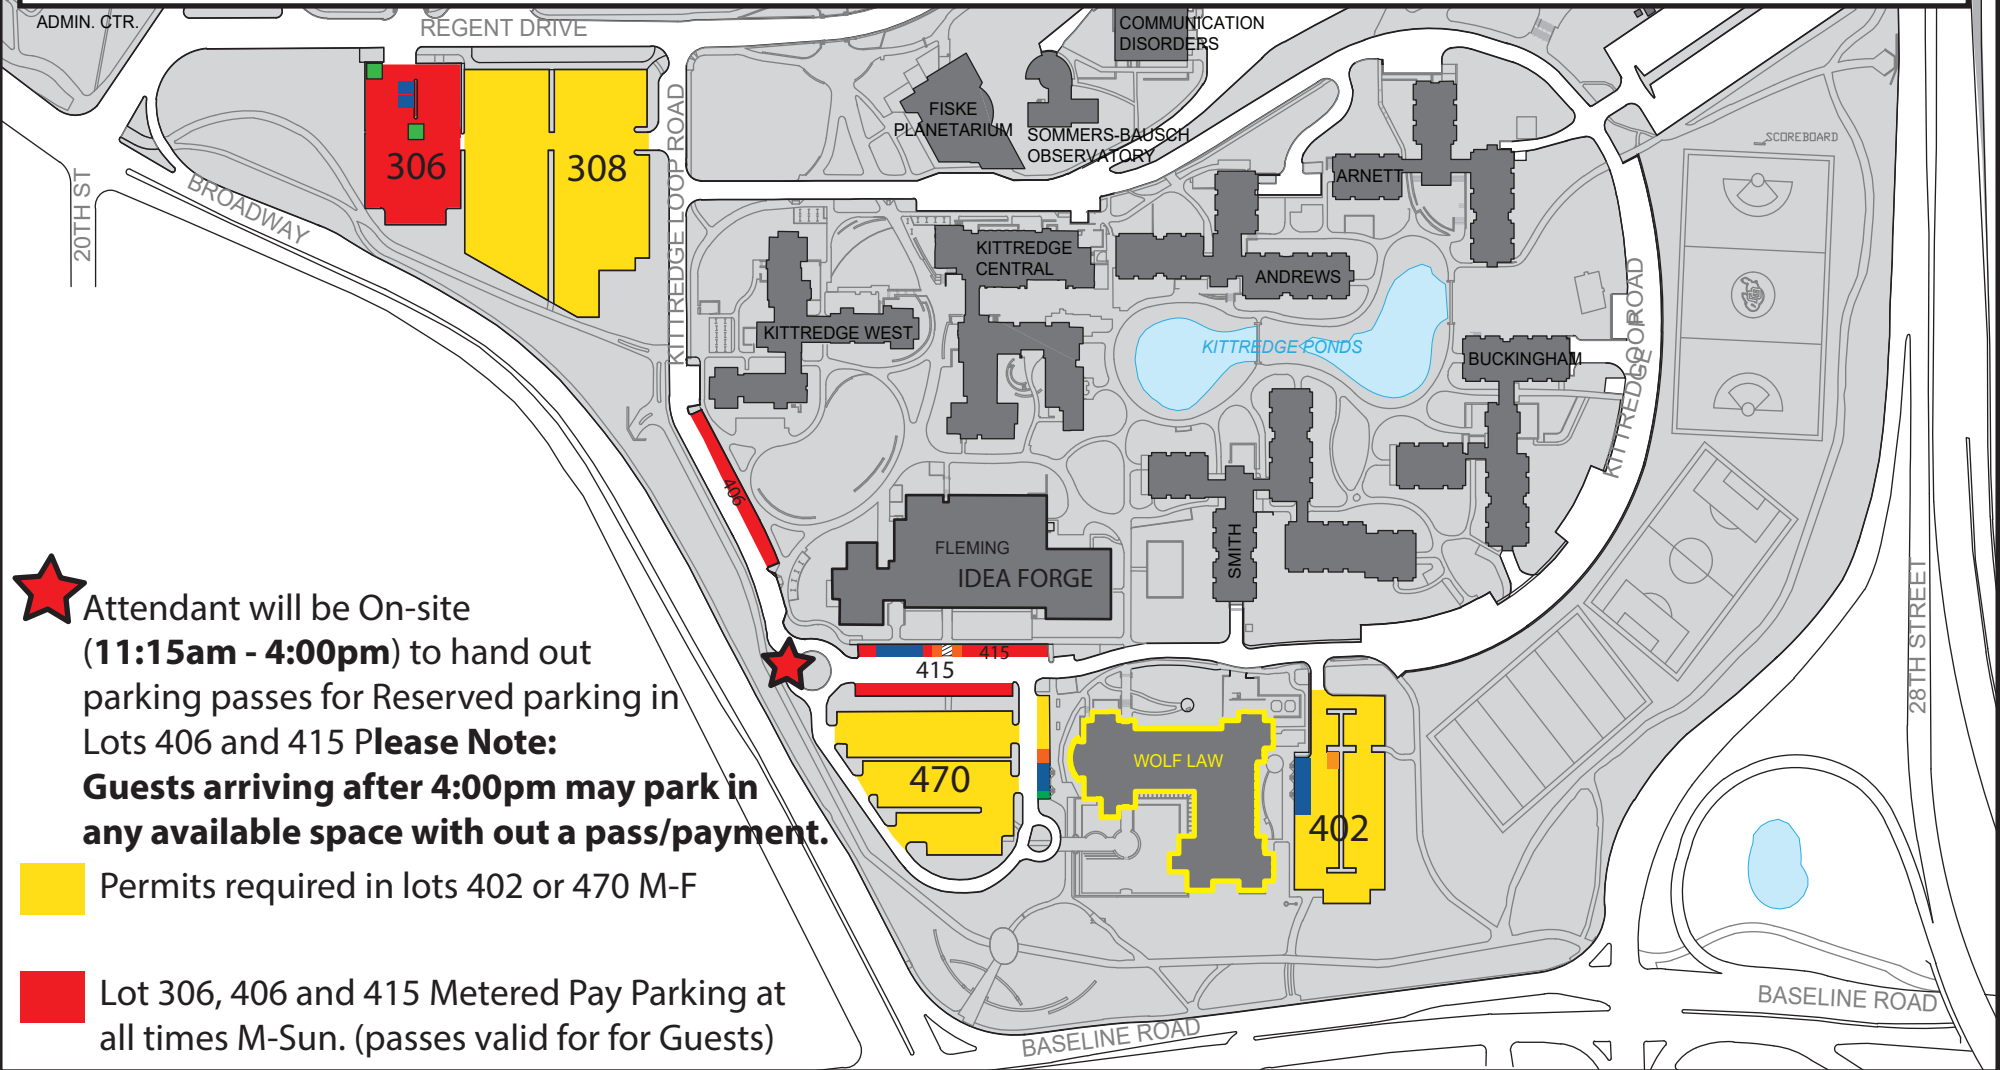 ADMIN. CTR.
REGENT DRIVE
COMMUNICATION
DISORDERS
FISKE
PLANETARIUM
SOMMERS-BAUSCH
OBSERVATORY
SCOREBOARD
306
308
ARNETT
20TH ST
BROADWAY
KITTREDGE LOOP ROAD
KITTREDGE
CENTRAL
ANDREWS
KITTREDGE WEST
KITTREDGE PONDS
BUCKINGHAM
KITTREDGE LOOP ROAD
406
FLEMING
IDEA FORGE
SMITH
28TH STREET
Attendant will be On-site
(11:15am - 4:00pm) to hand out
parking passes for Reserved parking in
Lots 406 and 415 Please Note:
Guests arriving after 4:00pm may park in
any available space with out a pass/payment.
415
415
470
WOLF LAW
402
Permits required in lots 402 or 470 M-F
Lot 306, 406 and 415 Metered Pay Parking at
all times M-Sun. (passes valid for for Guests)
BASELINE ROAD
BASELINE ROAD